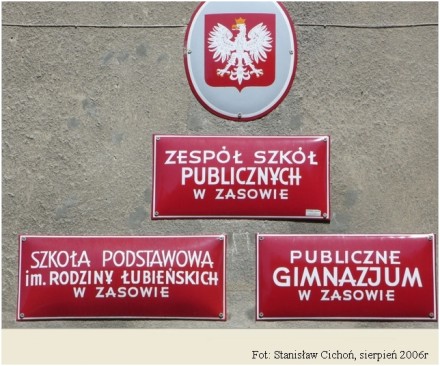 ZESPÓŁ SZKÓŁ
PUBLICZNYCH
W ZASOWIE
SZKOŁA PODSTAWOWA
im. RODZINY ŁUBIEŃSKICH
W ZASOWIE
PUBLICZNE
GIMNAZJUM
W ZASOWIE
Fot: Stanisław Cichoń, sierpień 2006r